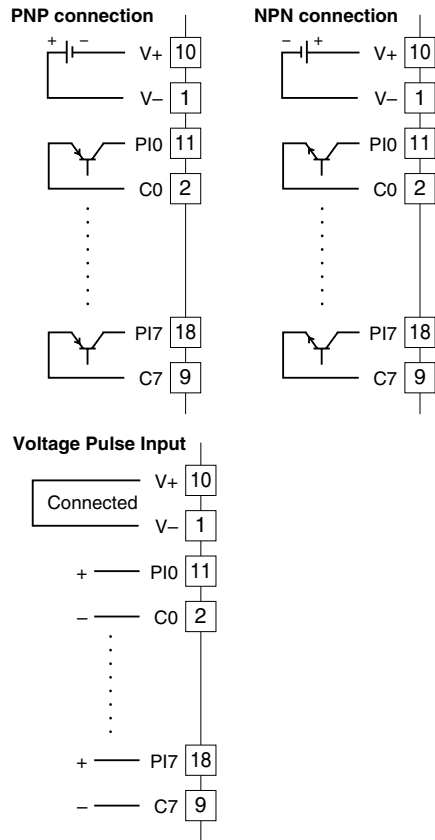 PNP connection
+ –
V+ 10
V– 1
PI0 11
C0 2
PI7 18
C7 9
NPN connection
– +
V+ 10
V– 1
PI0 11
C0 2
PI7 18
C7 9
Voltage Pulse Input
V+ 10
Connected
V– 1
+ PI0 11
– C0 2
+ PI7 18
– C7 9